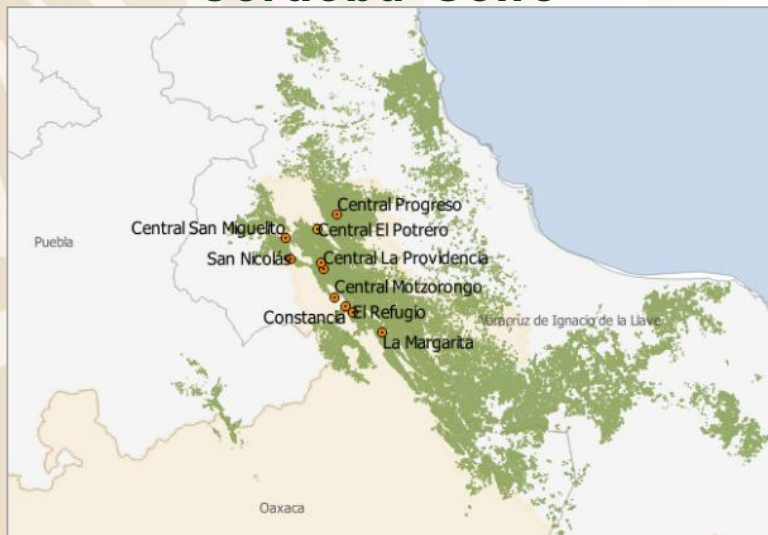 Central Progreso
Central San Miguelito
Central El Potrero
Puebla
San Nicolás
Central La Providencia
Central Motzorongo
Constancia
El Refugio
Veracruz de Ignacio de la Llave
La Margarita
Oaxaca